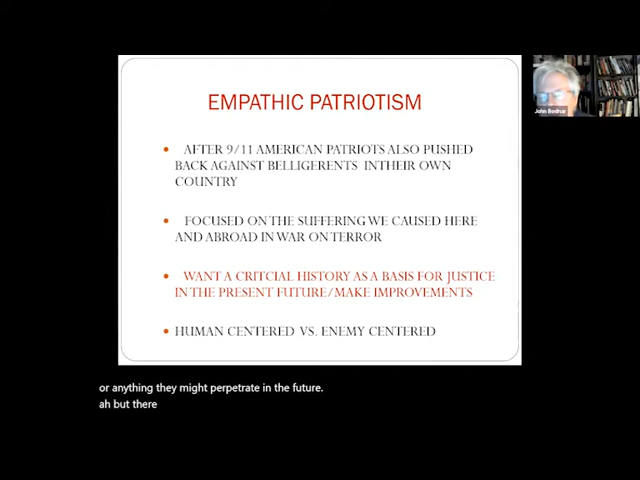 EMPATHIC PATRIOTISM
John Bodnar
• AFTER 9/11 AMERICAN PATRIOTS ALSO PUSHED
BACK AGAINST BELLIGERENTS INTHEIR OWN
COUNTRY
• FOCUSED ON THE SUFFERING WE CAUSED HERE
AND ABROAD IN WAR ON TERROR
• WANT A CRITCIAL HISTORY AS A BASIS FOR JUSTICE
IN THE PRESENT FUTURE/MAKE IMPROVEMENTS
• HUMAN CENTERED VS. ENEMY CENTERED
or anything they might perpetrate in the future.
ah but there